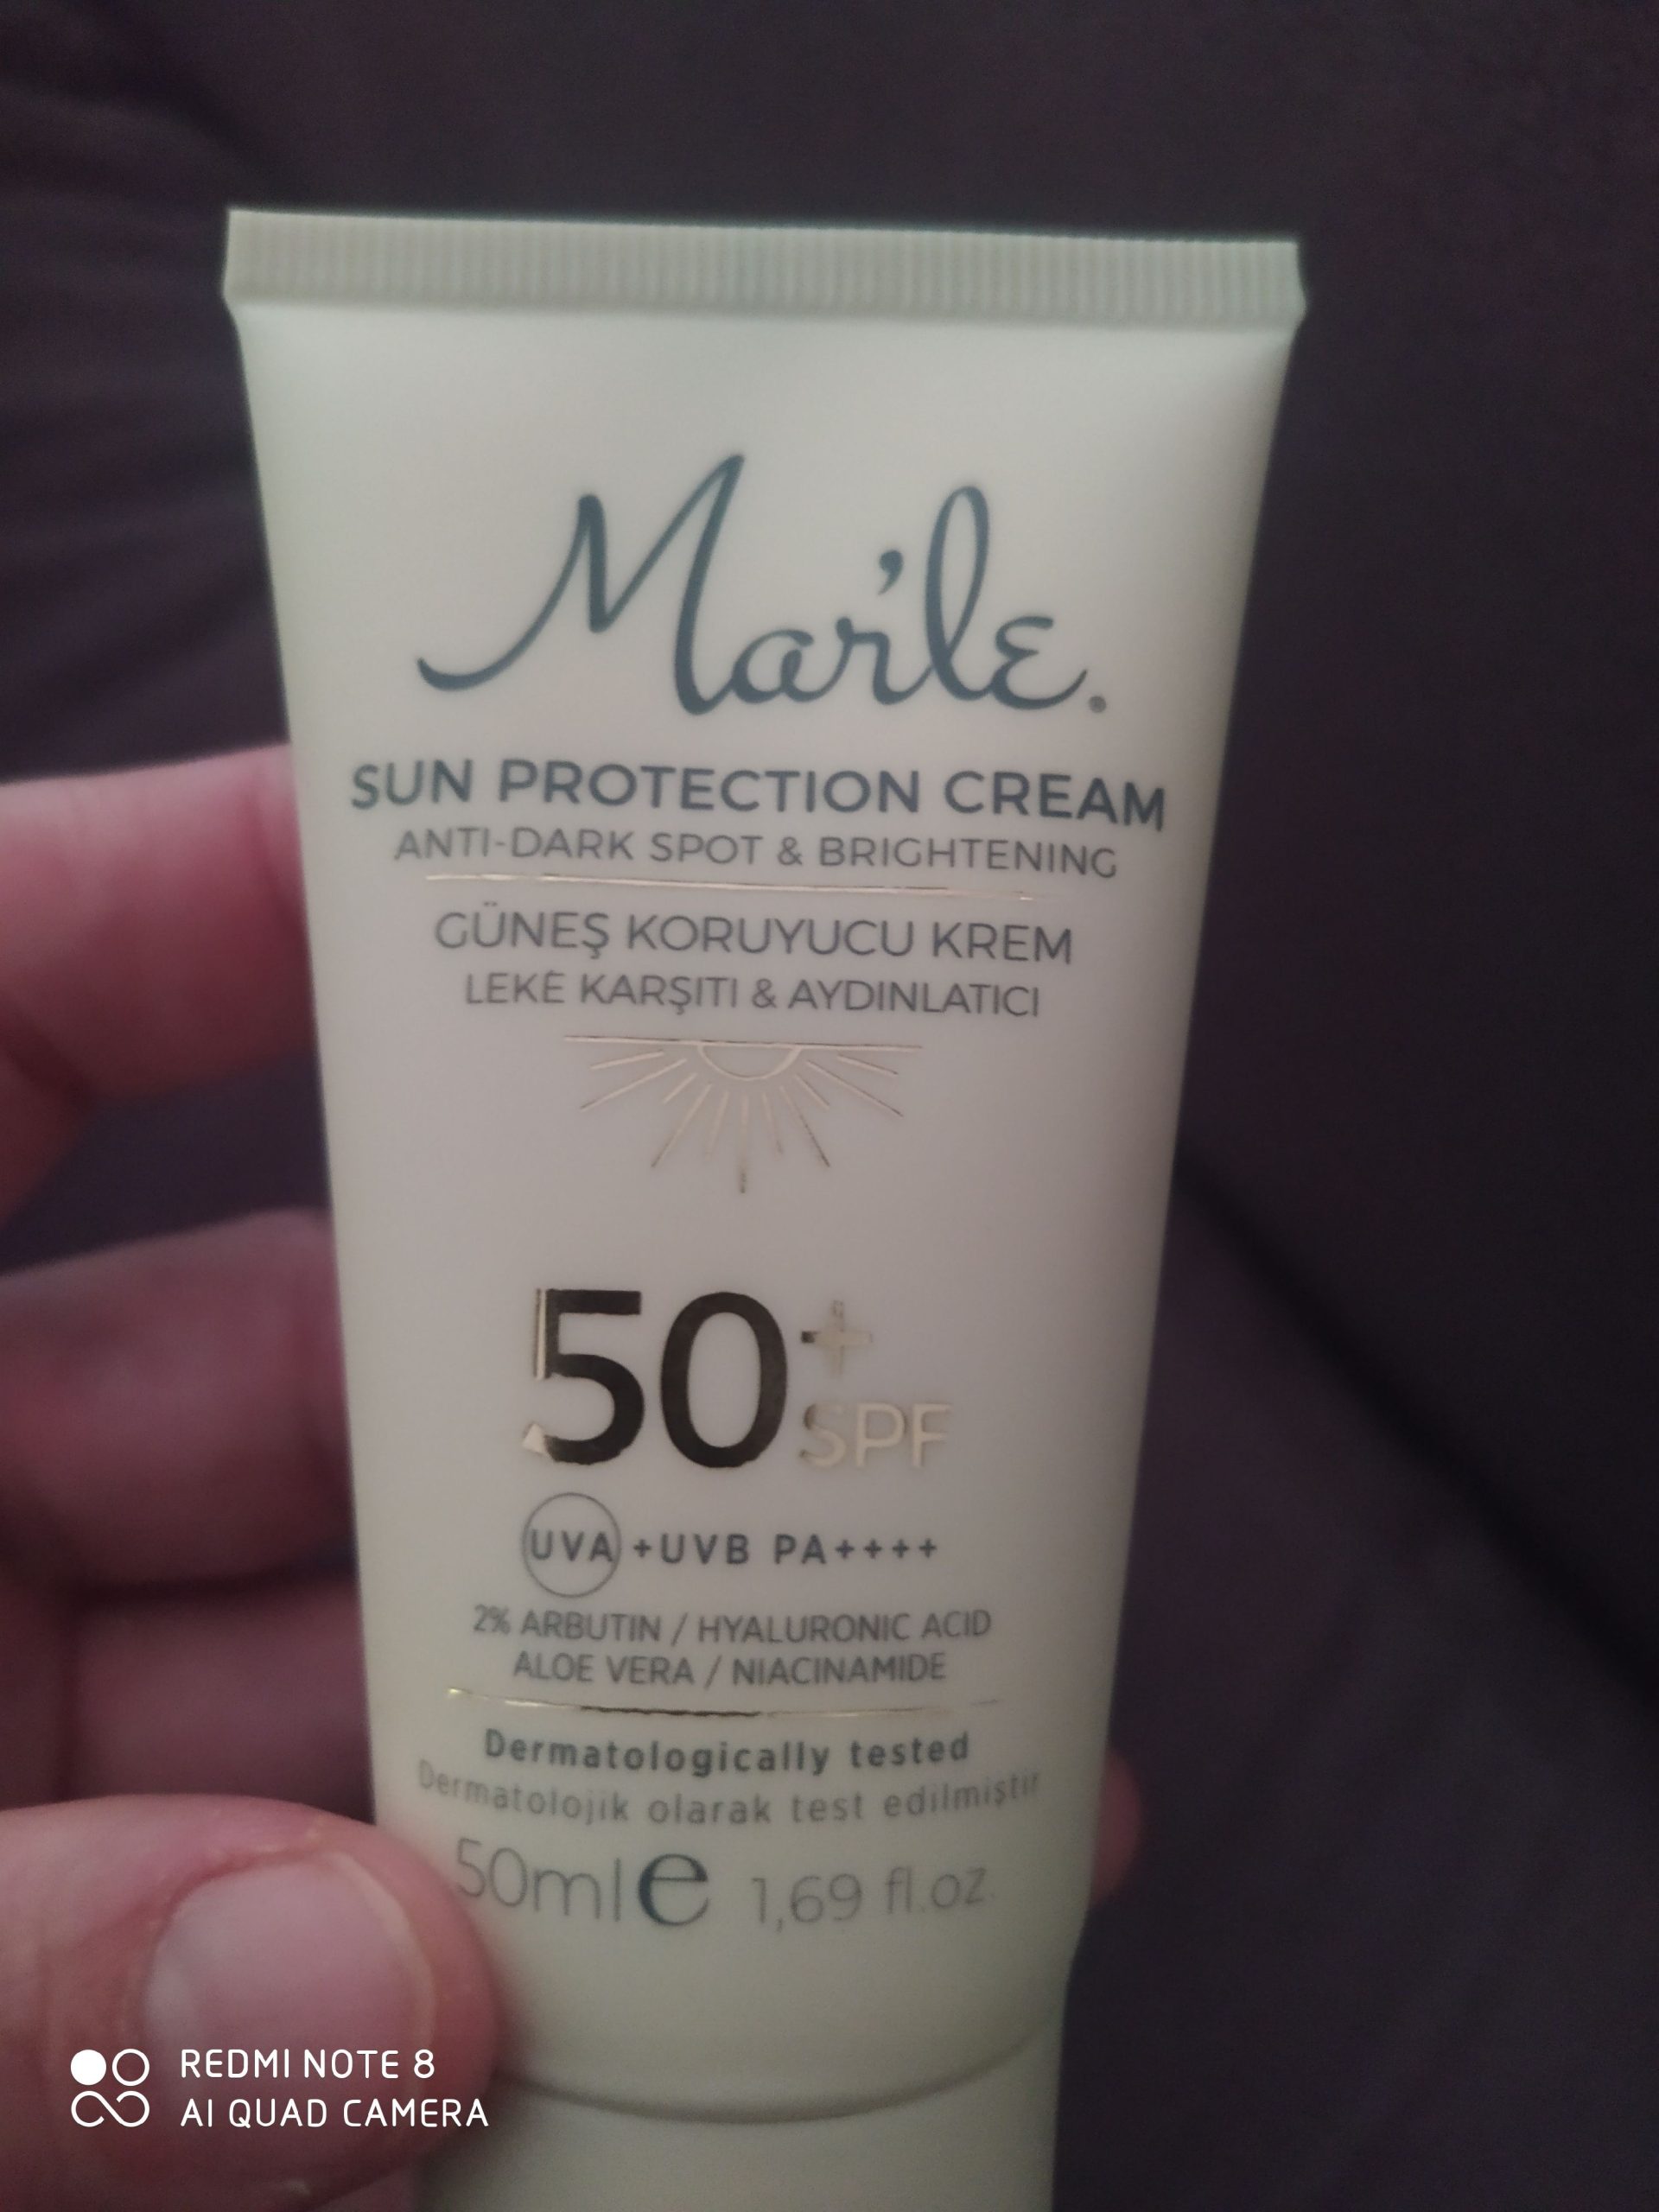 Mar'le.
SUN PROTECTION CREAM
ANTI-DARK SPOT & BRIGHTENING
GÜNEŞ KORUYUCU KREM
LEKE KARŞITI & AYDINLATICI
50+
SPF
UVA +UVB PA++++
2% ARBUTIN / HYALURONIC ACID
ALOE VERA / NIACINAMIDE
Dermatologically tested
Dermatolojik olarak test edilmiştir
50ml e 1,69 fl.oz.
REDMI NOTE 8
AI QUAD CAMERA